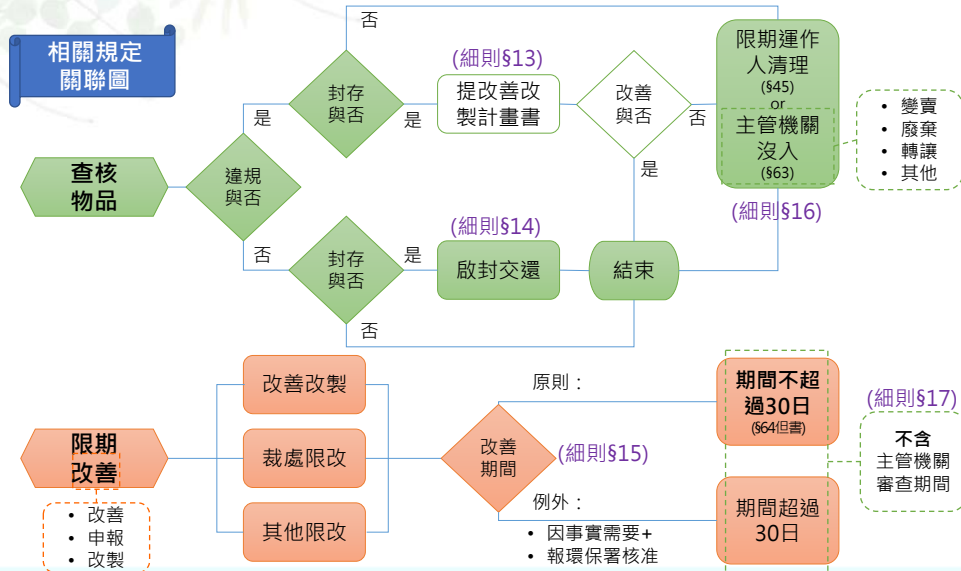 相關規定
關聯圖
查核
物品
違規
與否
是
否
封存
與否
否
是
(細則§13)
提改善改
製計畫書
改善
與否
否
是
限期運作
人清理
(§45)
or
主管機關
沒入
(§63)
• 變賣
• 廢棄
• 轉讓
• 其他
(細則§16)
封存
與否
是
否
(細則§14)
啟封交還
結束
限期
改善
• 改善
• 申報
• 改製
改善改製
裁處限改
其他限改
改善
期間
(細則§15)
原則：
例外：
• 因事實需要+
• 報環保署核准
期間不超
過30日
(§64但書)
期間超過
30日
(細則§17)
不含
主管機關
審查期間